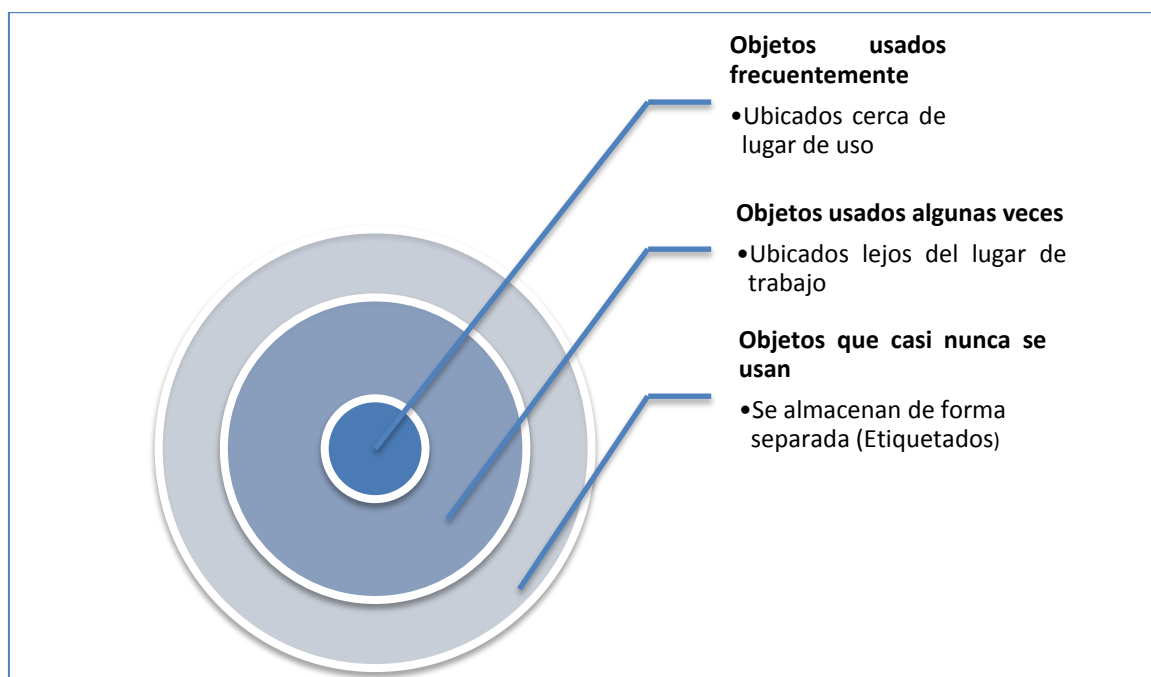 Objetos usados
frecuentemente
•Ubicados cerca de
lugar de uso
Objetos usados algunas veces
•Ubicados lejos del lugar de
trabajo
Objetos que casi nunca se
usan
•Se almacenan de forma
separada (Etiquetados)